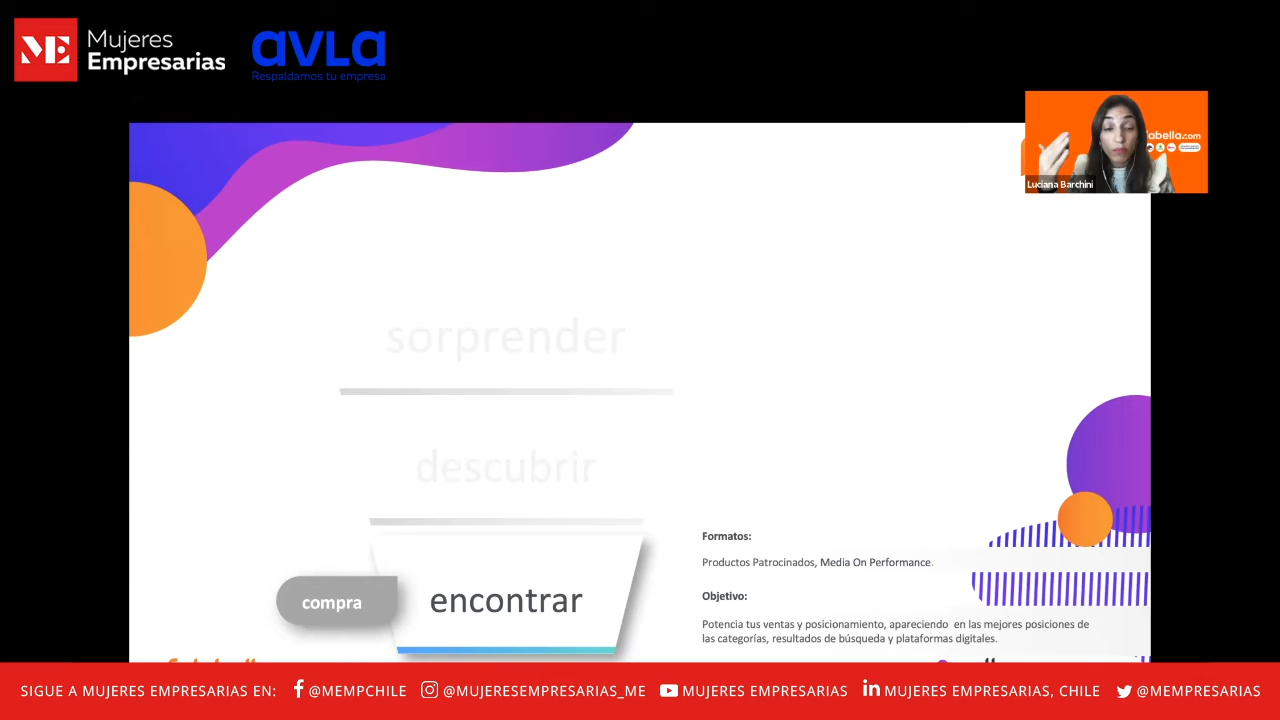 Mujeres
Empresarias
avla
Respaldamos tu empresa
abella.com
Luciana Barchini
sorprender
descubrir
Formatos:
Productos Patrocinados, Media On Performance.
compra
encontrar
Objetivo:
Potencia tus ventas y posicionamiento, apareciendo en las mejores posiciones de
las categorías, resultados de búsqueda y plataformas digitales.
SIGUE A MUJERES EMPRESARIAS EN: @MEMPCHILE @MUJERESEMPRESARIAS_ME MUJERES EMPRESARIAS MUJERES EMPRESARIAS, CHILE @MEMPRESARIAS